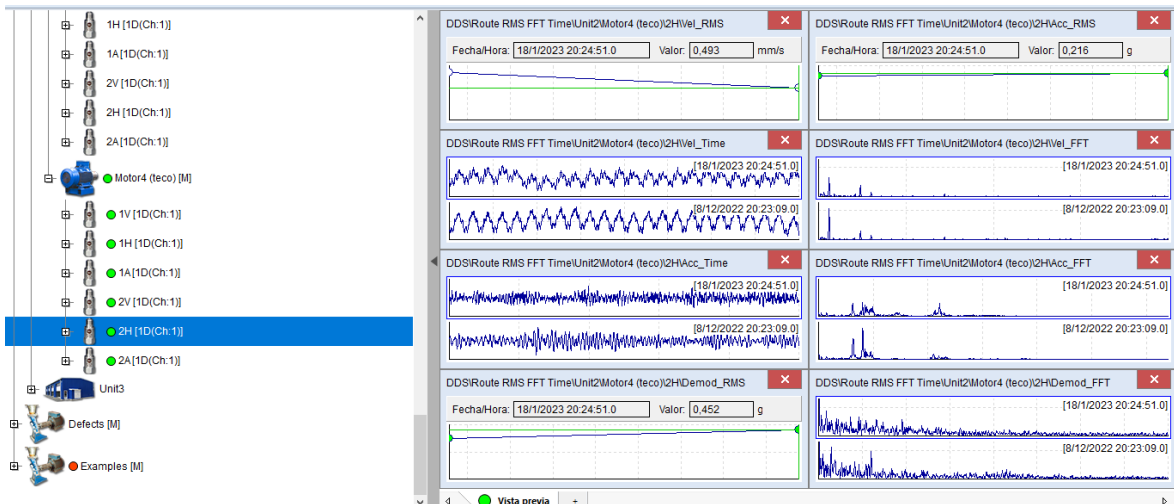 1H [1D(Ch:1)]
1A[1D(Ch:1)]
2V [1D(Ch:1)]
2H [1D(Ch:1)]
2A[1D(Ch:1)]
Motor4 (teco) [M]
1V [1D(Ch:1)]
1H [1D(Ch:1)]
1A[1D(Ch:1)]
2V [1D(Ch:1)]
2H [1D(Ch:1)]
2A[1D(Ch:1)]
Unit3
Defects [M]
Examples [M]
DDS\Route RMS FFT Time\Unit2\Motor4 (teco)\2H\Vel_RMS
Fecha/Hora: 18/1/2023 20:24:51.0 Valor: 0,493 mm/s
DDS\Route RMS FFT Time\Unit2\Motor4 (teco)\2H\Acc_RMS
Fecha/Hora: 18/1/2023 20:24:51.0 Valor: 0,216 g
DDS\Route RMS FFT Time\Unit2\Motor4 (teco)\2H\Vel_Time
[18/1/2023 20:24:51.0]
[8/12/2022 20:23:09.0]
DDS\Route RMS FFT Time\Unit2\Motor4 (teco)\2H\Vel_FFT
[18/1/2023 20:24:51.0]
[8/12/2022 20:23:09.0]
DDS\Route RMS FFT Time\Unit2\Motor4 (teco)\2H\Acc_Time
[18/1/2023 20:24:51.0]
[8/12/2022 20:23:09.0]
DDS\Route RMS FFT Time\Unit2\Motor4 (teco)\2H\Acc_FFT
[18/1/2023 20:24:51.0]
[8/12/2022 20:23:09.0]
DDS\Route RMS FFT Time\Unit2\Motor4 (teco)\2H\Demod_RMS
Fecha/Hora: 18/1/2023 20:24:51.0 Valor: 0,452 g
DDS\Route RMS FFT Time\Unit2\Motor4 (teco)\2H\Demod_FFT
[18/1/2023 20:24:51.0]
[8/12/2022 20:23:09.0]
Vista previa +